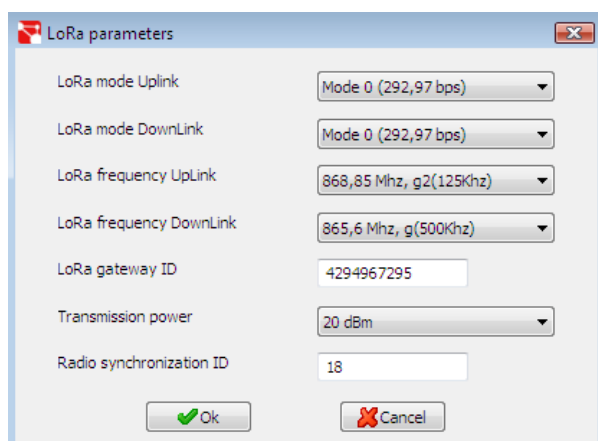 LoRa parameters
LoRa mode Uplink Mode 0 (292,97 bps)
LoRa mode DownLink Mode 0 (292,97 bps)
LoRa frequency UpLink 868,85 Mhz, g2(125Khz)
LoRa frequency DownLink 865,6 Mhz, g(500Khz)
LoRa gateway ID 4294967295
Transmission power 20 dBm
Radio synchronization ID 18
Ok Cancel